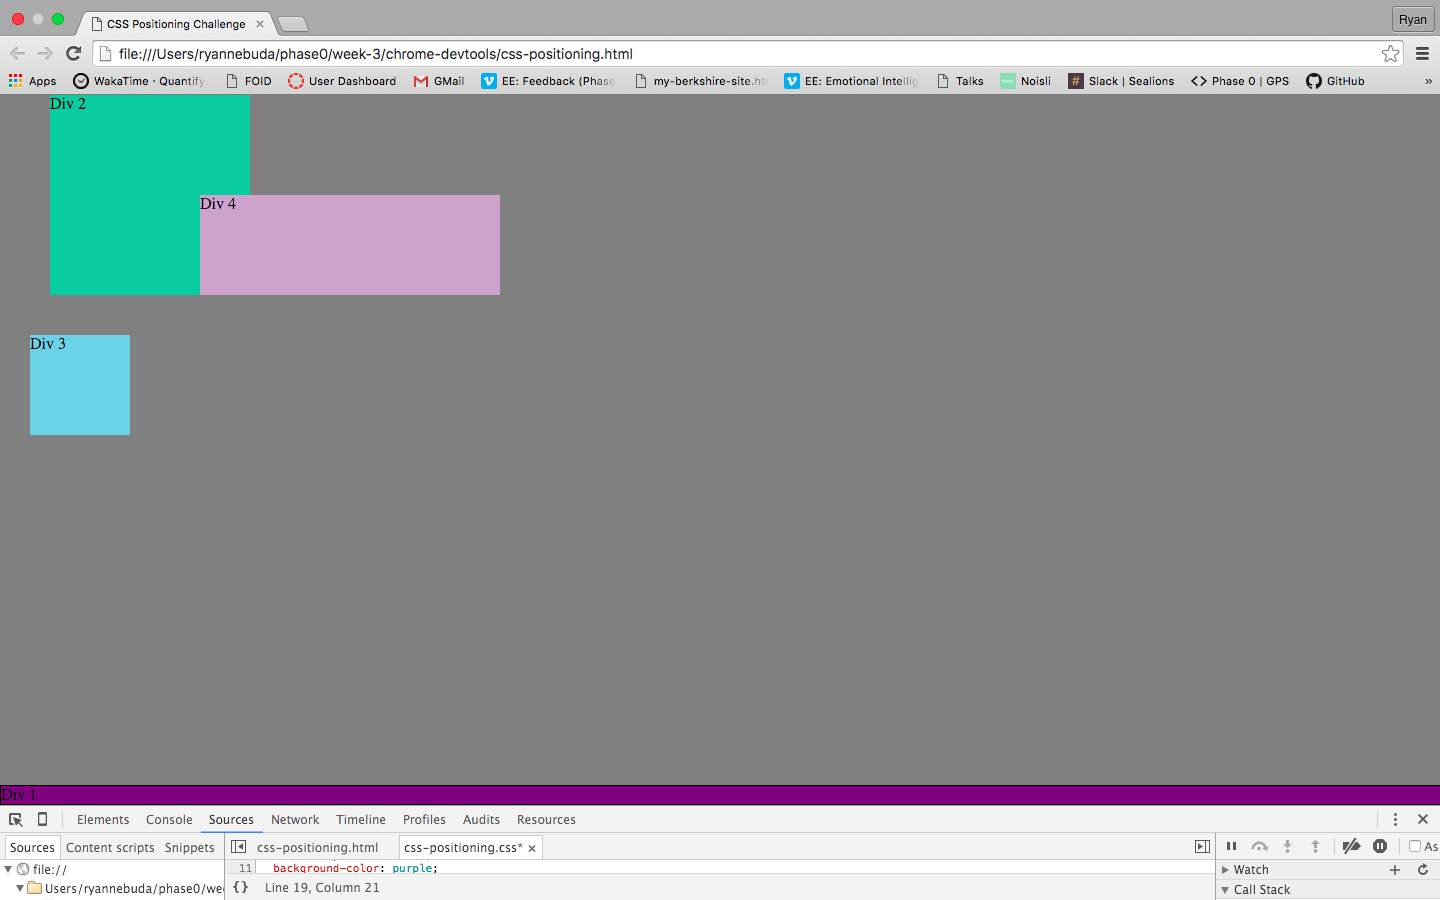 CSS Positioning Challenge
Ryan
file:///Users/ryannebuda/phase0/week-3/chrome-devtools/css-positioning.html
Apps WakaTime · Quantify FOID User Dashboard GMail EE: Feedback (Phase my-berkshire-site.ht EE: Emotional Intellig Talks Noisli Slack | Sealions Phase 0 | GPS GitHub »
Div 2
Div 4
Div 3
Div 1
Elements Console Sources Network Timeline Profiles Audits Resources
Sources Content scripts Snippets css-positioning.html css-positioning.css* As
file://
11 background-color: purple;
Watch
Users/ryannebuda/phase0/wee
{} Line 19, Column 21
Call Stack